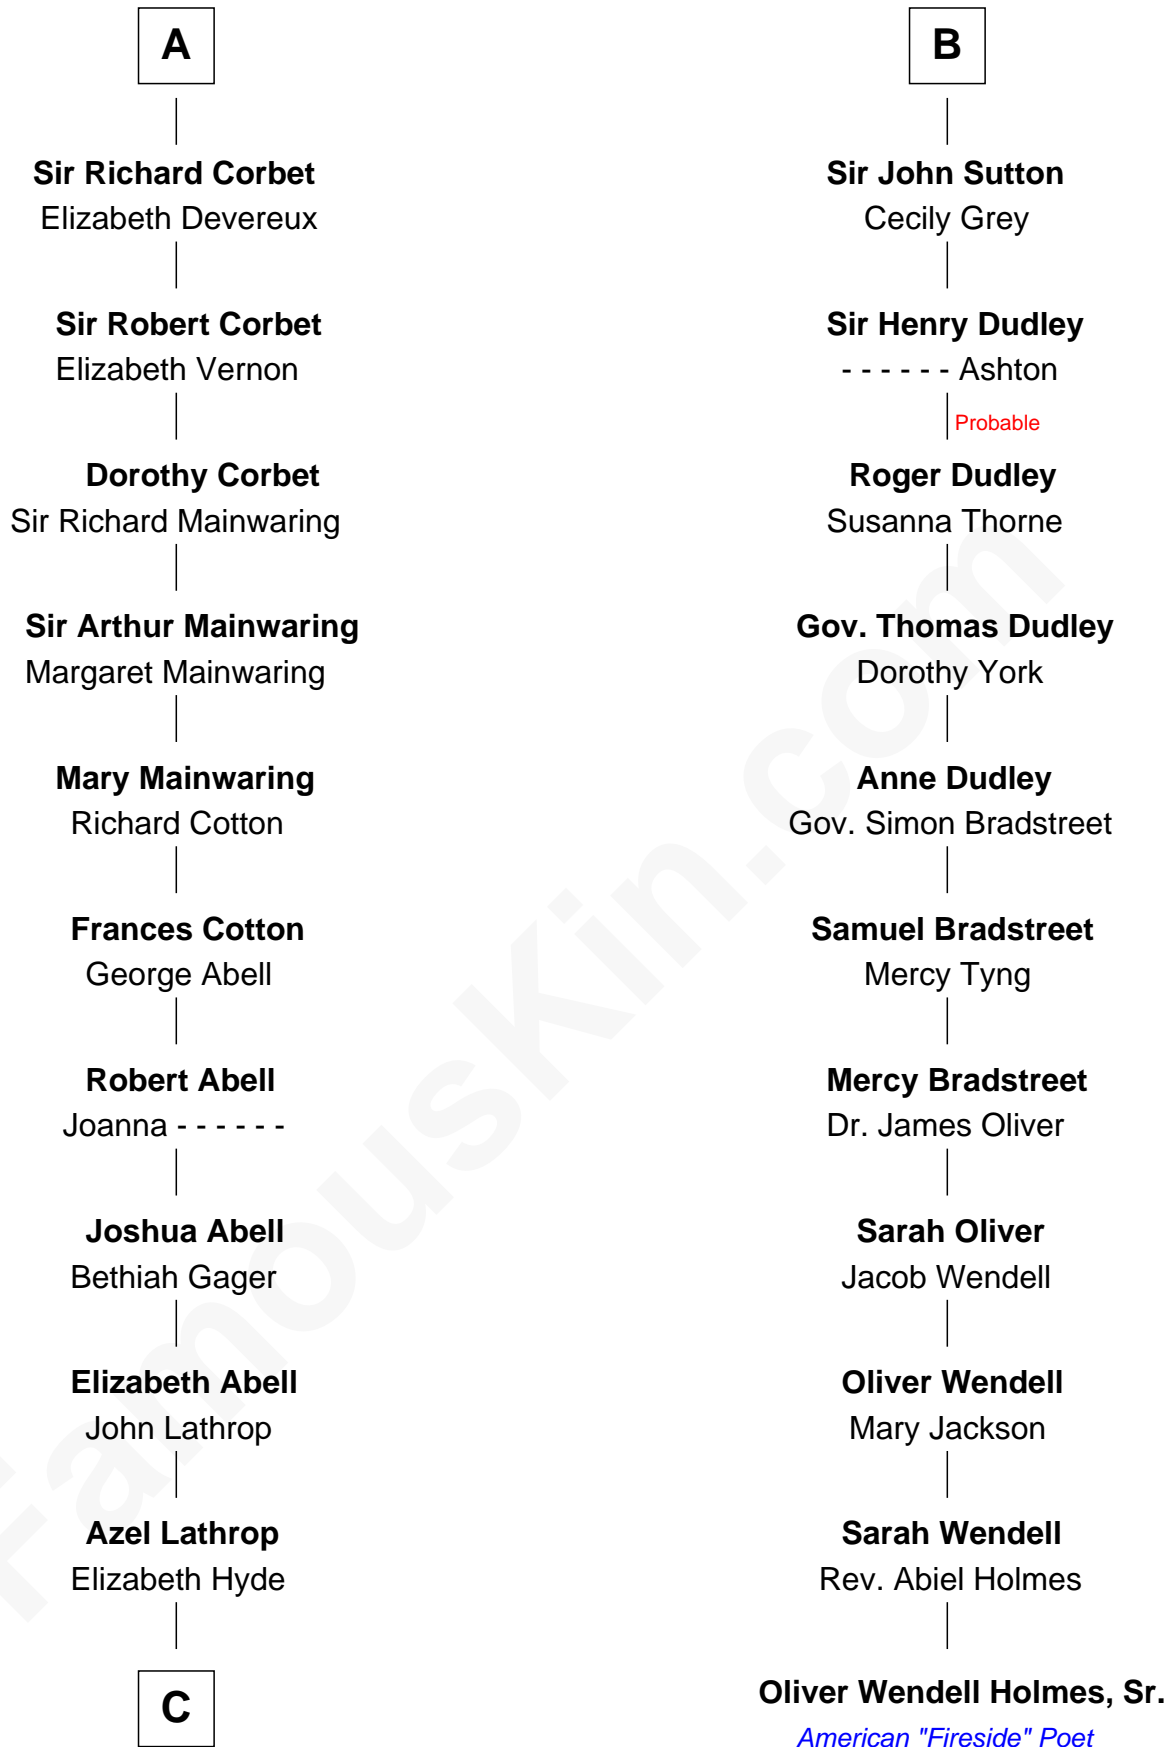 A
Sir Richard Corbet
Elizabeth Devereux
Sir Robert Corbet
Elizabeth Vernon
Dorothy Corbet
Sir Richard Mainwaring
Sir Arthur Mainwaring
Margaret Mainwaring
Mary Mainwaring
Richard Cotton
Frances Cotton
George Abell
Robert Abell
Joanna - - - - - -
Joshua Abell
Bethiah Gager
Elizabeth Abell
John Lathrop
Azel Lathrop
Elizabeth Hyde
C
B
Sir John Sutton
Cecily Grey
Sir Henry Dudley
- - - - - - Ashton
Probable
Roger Dudley
Susanna Thorne
Gov. Thomas Dudley
Dorothy York
Anne Dudley
Gov. Simon Bradstreet
Samuel Bradstreet
Mercy Tyng
Mercy Bradstreet
Dr. James Oliver
Sarah Oliver
Jacob Wendell
Oliver Wendell
Mary Jackson
Sarah Wendell
Rev. Abiel Holmes
Oliver Wendell Holmes, Sr.
American "Fireside" Poet
FamousKin.com